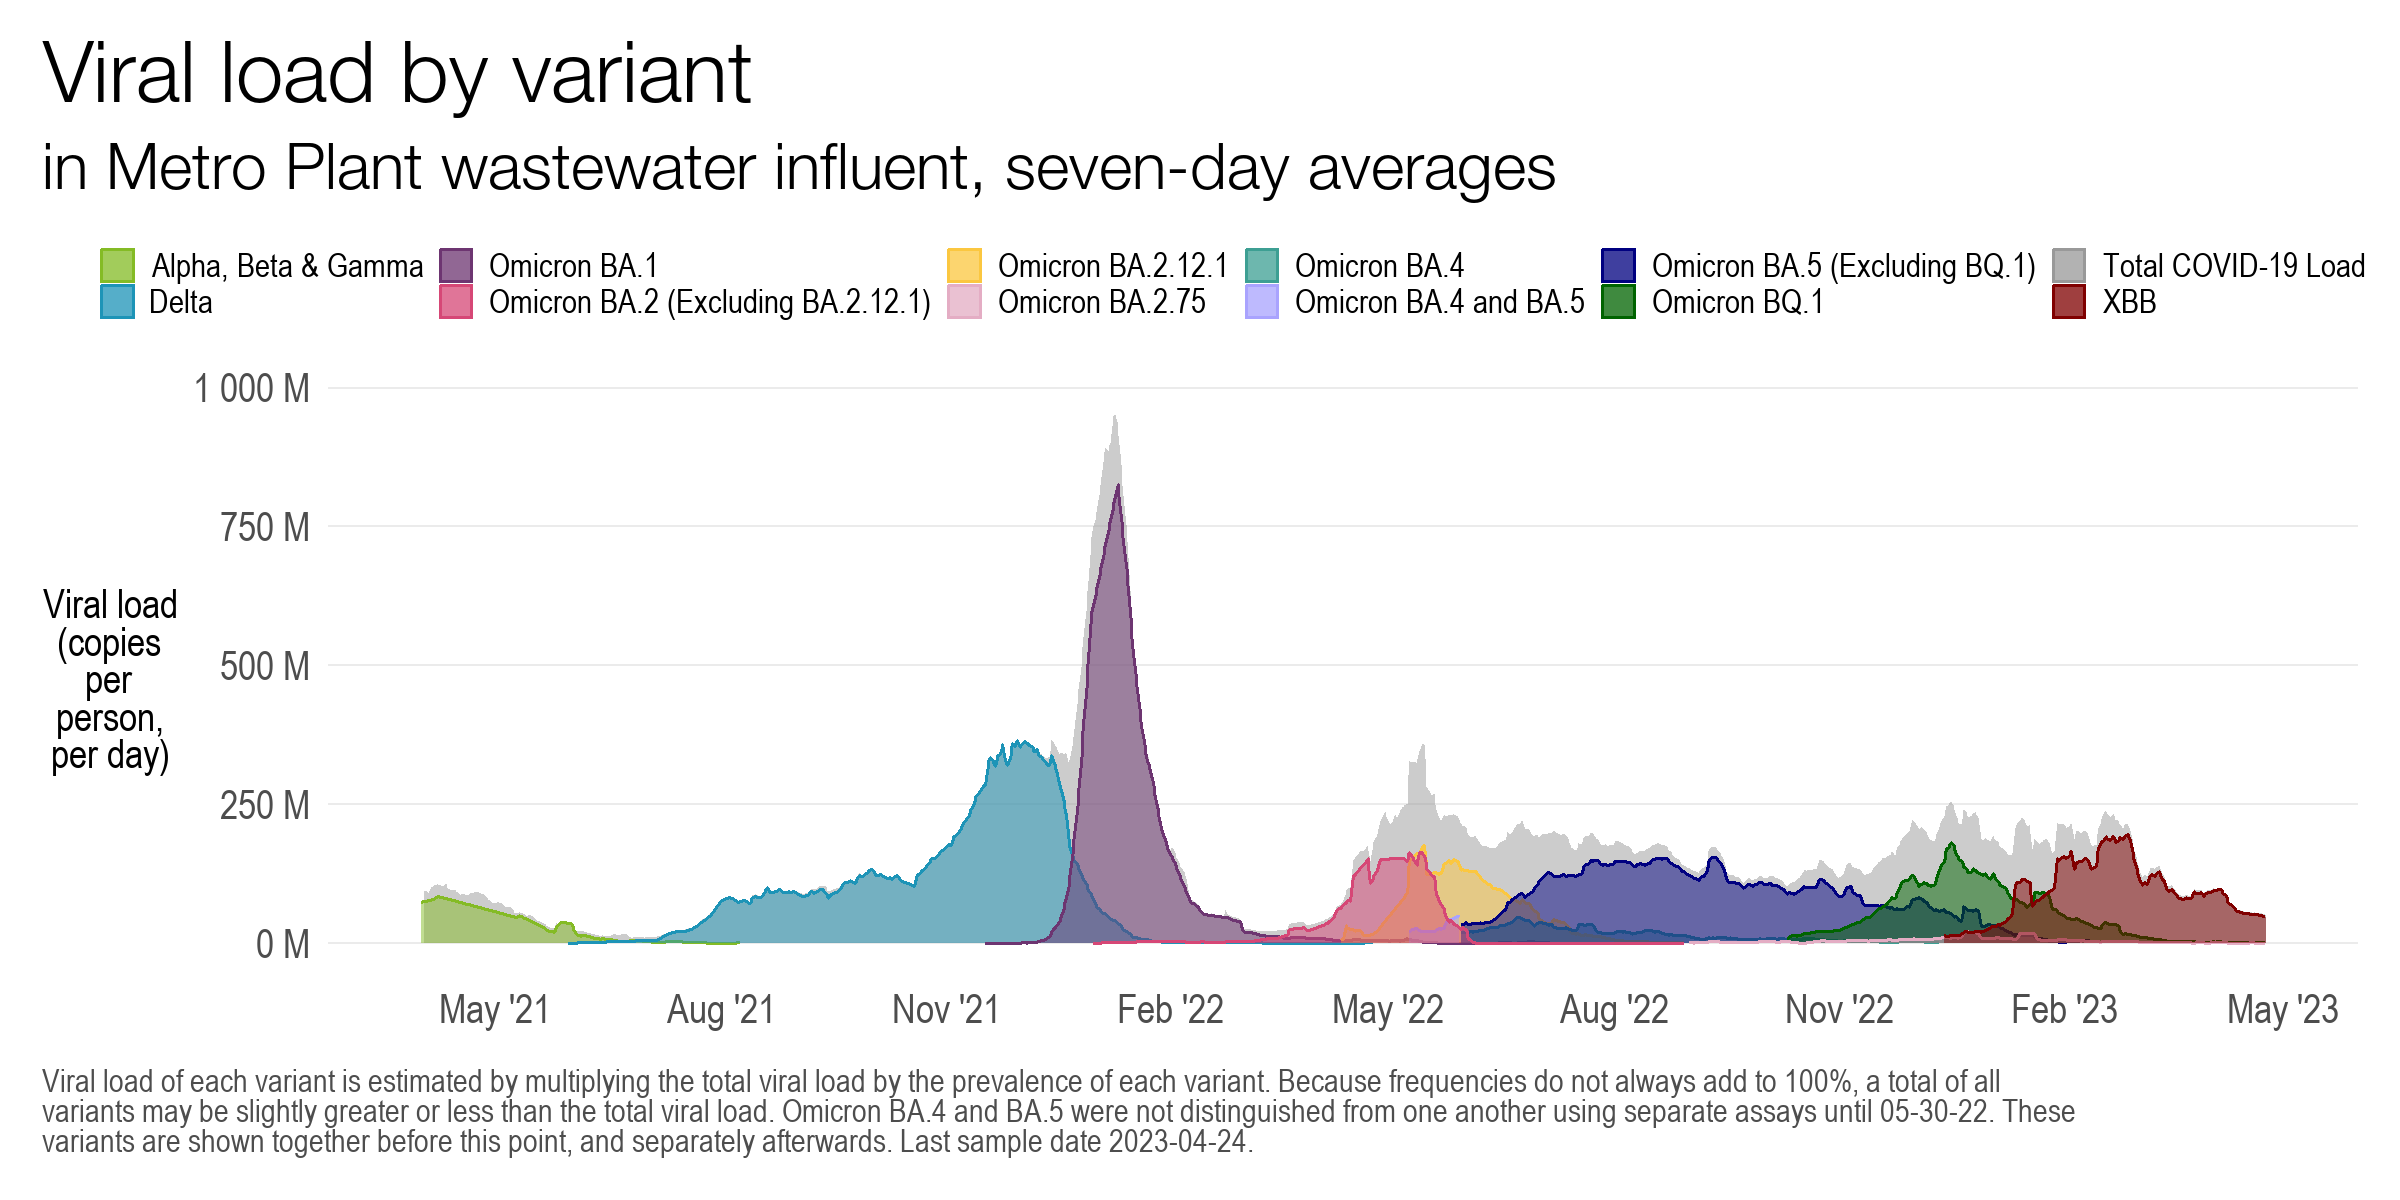 Viral load by variant
in Metro Plant wastewater influent, seven-day averages
Alpha, Beta & Gamma
Delta
Omicron BA.1
Omicron BA.2 (Excluding BA.2.12.1)
Omicron BA.2.12.1
Omicron BA.2.75
Omicron BA.4
Omicron BA.4 and BA.5
Omicron BA.5 (Excluding BQ.1)
Omicron BQ.1
Total COVID-19 Load
XBB
1 000 M
750 M
500 M
250 M
0 M
Viral load
(copies
per
person,
per day)
May '21
Aug '21
Nov '21
Feb '22
May '22
Aug '22
Nov '22
Feb '23
May '23
Viral load of each variant is estimated by multiplying the total viral load by the prevalence of each variant. Because frequencies do not always add to 100%, a total of all
variants may be slightly greater or less than the total viral load. Omicron BA.4 and BA.5 were not distinguished from one another using separate assays until 05-30-22. These
variants are shown together before this point, and separately afterwards. Last sample date 2023-04-24.